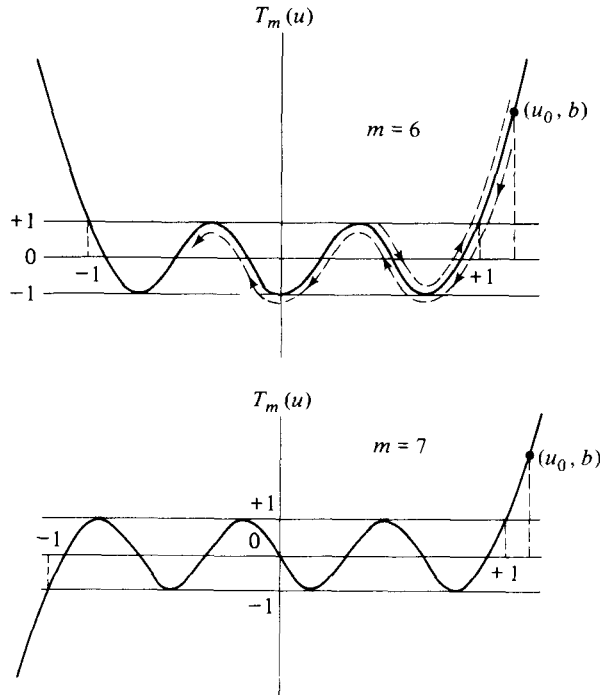 T_m(u)
m = 6
(u_0, b)
+1
0
-1
-1
+1
T_m(u)
m = 7
(u_0, b)
+1
-1
0
+1
-1